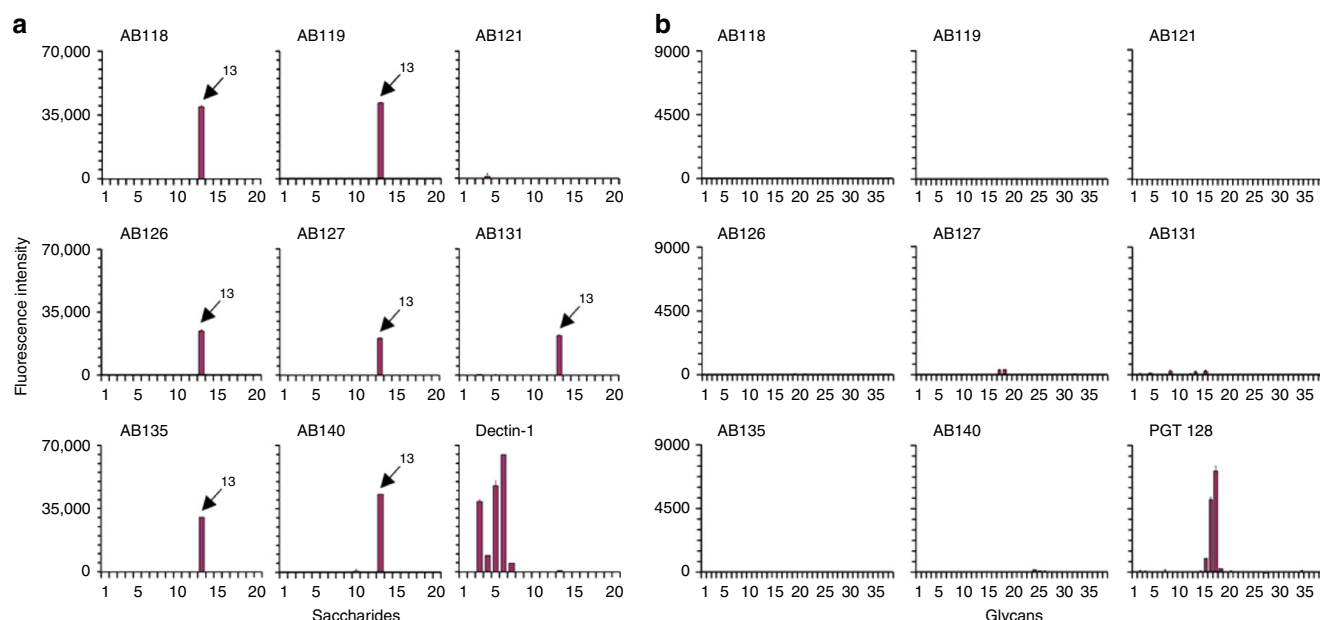 a
b
AB118
AB119
AB121
AB118
AB119
AB121
70,000
35,000
0
13
13
9000
4500
0
1 5 10 15 20
1 5 10 15 20
1 5 10 15 20
1 5 10 15 20 25 30 35
1 5 10 15 20 25 30 35
1 5 10 15 20 25 30 35
Fluorescence intensity
AB126
AB127
AB131
AB126
AB127
AB131
70,000
35,000
0
13
13
13
9000
4500
0
1 5 10 15 20
1 5 10 15 20
1 5 10 15 20
1 5 10 15 20 25 30 35
1 5 10 15 20 25 30 35
1 5 10 15 20 25 30 35
AB135
AB140
Dectin-1
AB135
AB140
PGT 128
70,000
35,000
0
13
13
9000
4500
0
1 5 10 15 20
1 5 10 15 20
1 5 10 15 20
1 5 10 15 20 25 30 35
1 5 10 15 20 25 30 35
1 5 10 15 20 25 30 35
Saccharides
Glycans